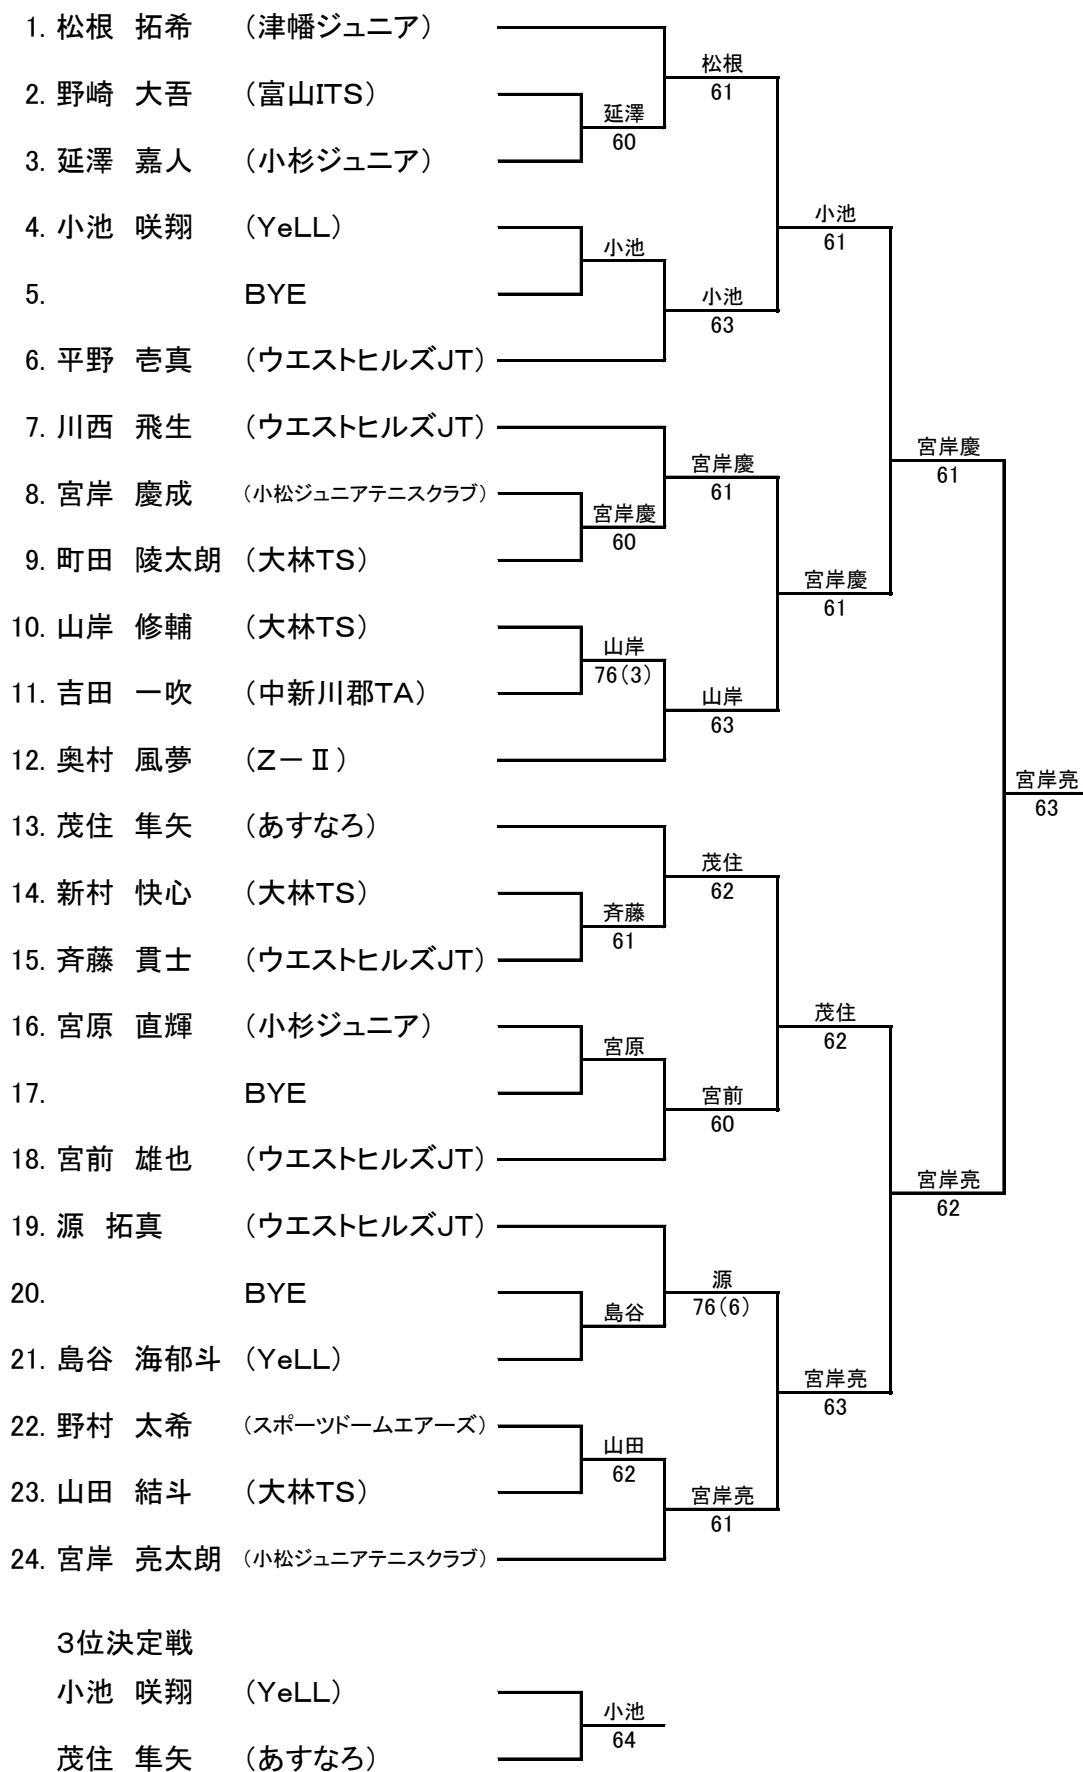 1. 松根　拓希　（津幡ジュニア）
松根
61
2. 野崎　大吾　（富山ITS）
延澤
60
3. 延澤　嘉人　（小杉ジュニア）
小池
61
4. 小池　咲翔　（YeLL）
小池
5. BYE
小池
63
6. 平野　壱真　（ウエストヒルズJT）
7. 川西　飛生　（ウエストヒルズJT）
宮岸慶
61
宮岸慶
61
8. 宮岸　慶成　（小松ジュニアテニスクラブ）
宮岸慶
60
9. 町田　陵太朗　（大林TS）
宮岸慶
61
10. 山岸　修輔　（大林TS）
山岸
76（3）
11. 吉田　一吹　（中新川郡TA）
山岸
63
12. 奥村　風夢　（Z－Ⅱ）
宮岸亮
63
13. 茂住　隼矢　（あすなろ）
茂住
62
14. 新村　快心　（大林TS）
斉藤
61
15. 斉藤　貫士　（ウエストヒルズJT）
茂住
62
16. 宮原　直輝　（小杉ジュニア）
宮原
17. BYE
宮前
60
18. 宮前　雄也　（ウエストヒルズJT）
宮岸亮
62
19. 源　拓真　（ウエストヒルズJT）
源
76（6）
20. BYE
島谷
21. 島谷　海郁斗　（YeLL）
宮岸亮
63
22. 野村　太希　（スポーツドームエアーズ）
山田
62
23. 山田　結斗　（大林TS）
宮岸亮
61
24. 宮岸　亮太朗　（小松ジュニアテニスクラブ）
３位決定戦
小池　咲翔　（YeLL）
小池
64
茂住　隼矢　（あすなろ）